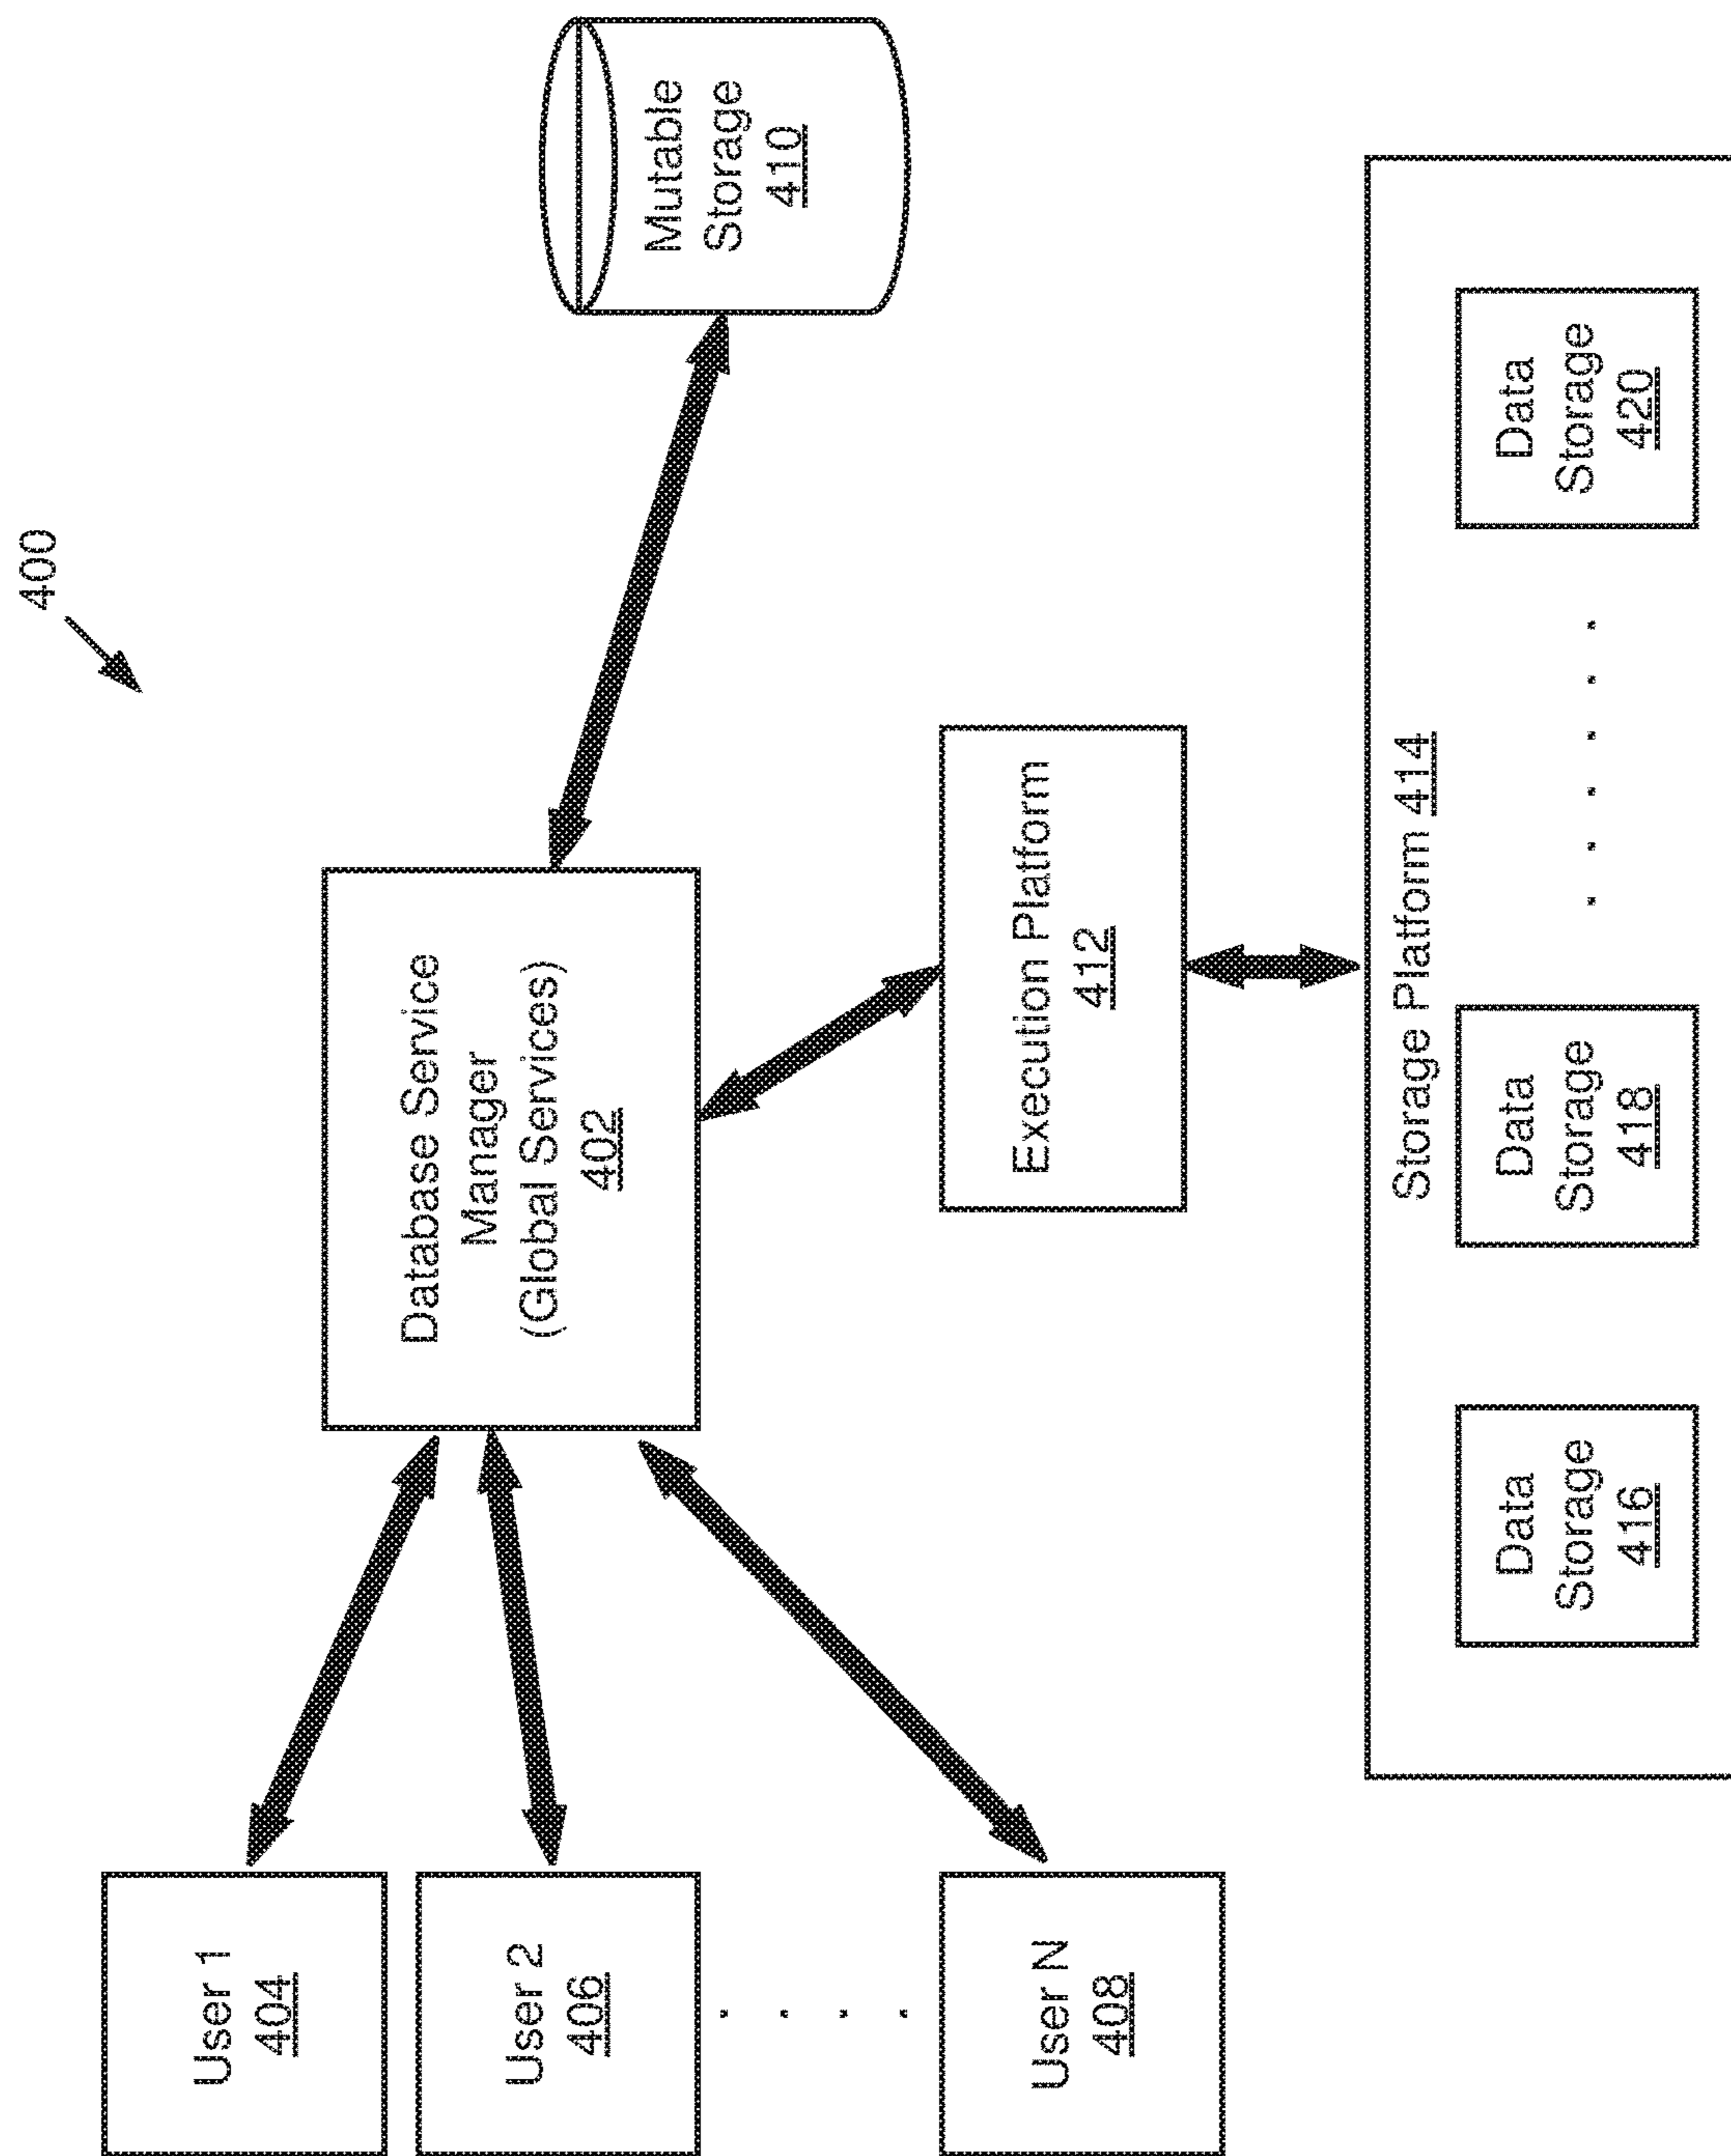 400
User 1
404
User 2
406
User N
408
Database Service
Manager
(Global Services)
402
Mutable
Storage
410
Execution Platform
412
Storage Platform 414
Data
Storage
416
Data
Storage
418
Data
Storage
420